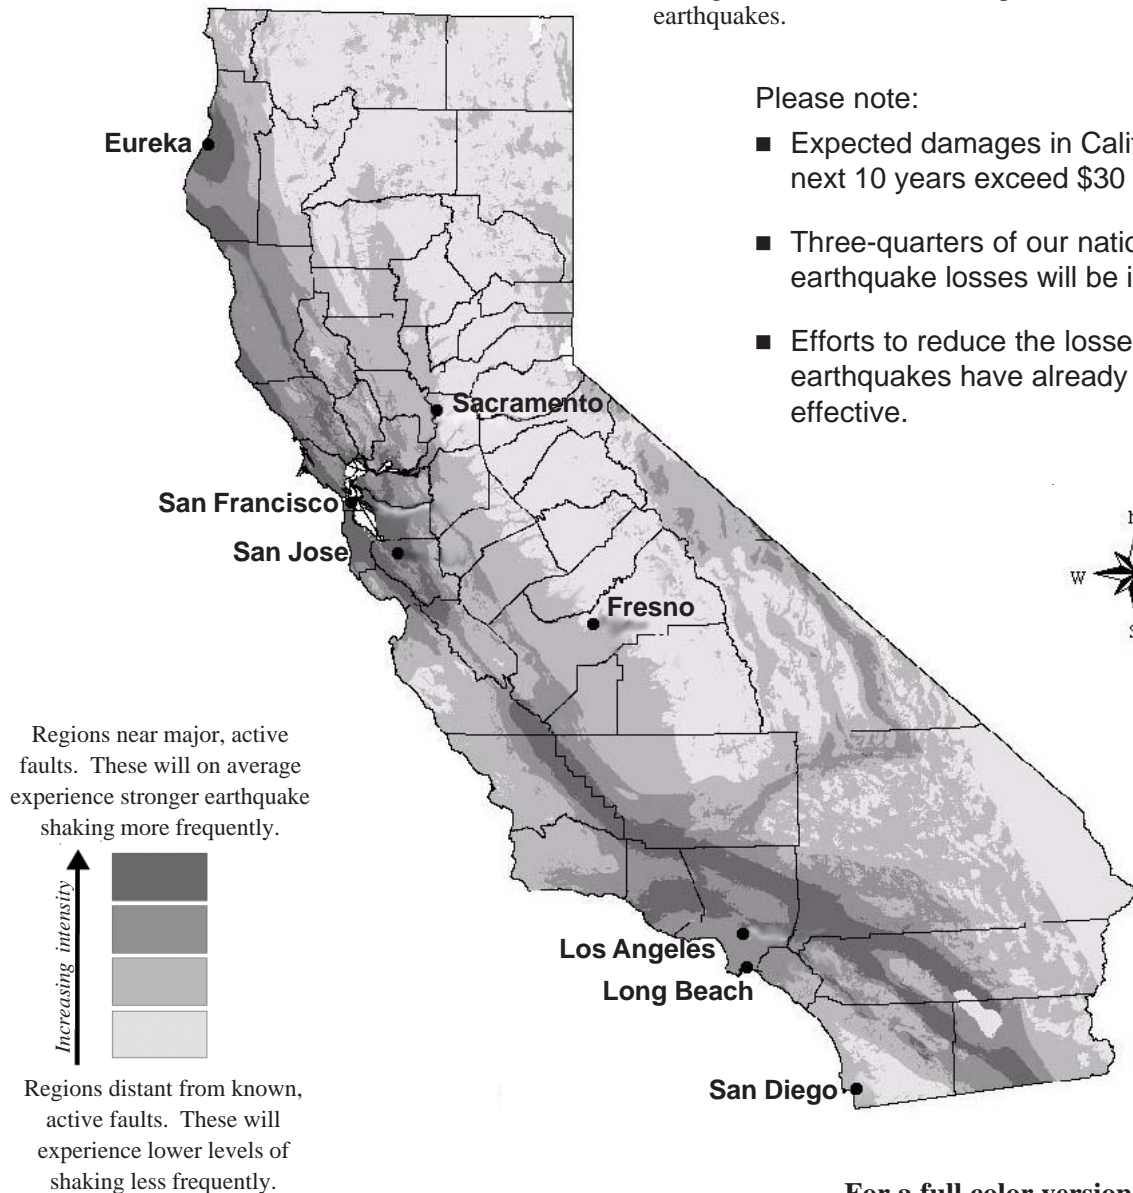 earthquakes.
Please note:
■ Expected damages in Cali
next 10 years exceed $30
■ Three-quarters of our natio
earthquake losses will be i
■ Efforts to reduce the losse
earthquakes have already
effective.
Eureka
Sacramento
San Francisco
San Jose
Fresno
W
S
Regions near major, active
faults. These will on average
experience stronger earthquake
shaking more frequently.
Increasing intensity
Los Angeles
Long Beach
San Diego
Regions distant from known,
active faults. These will
experience lower levels of
shaking less frequently.
For a full color version